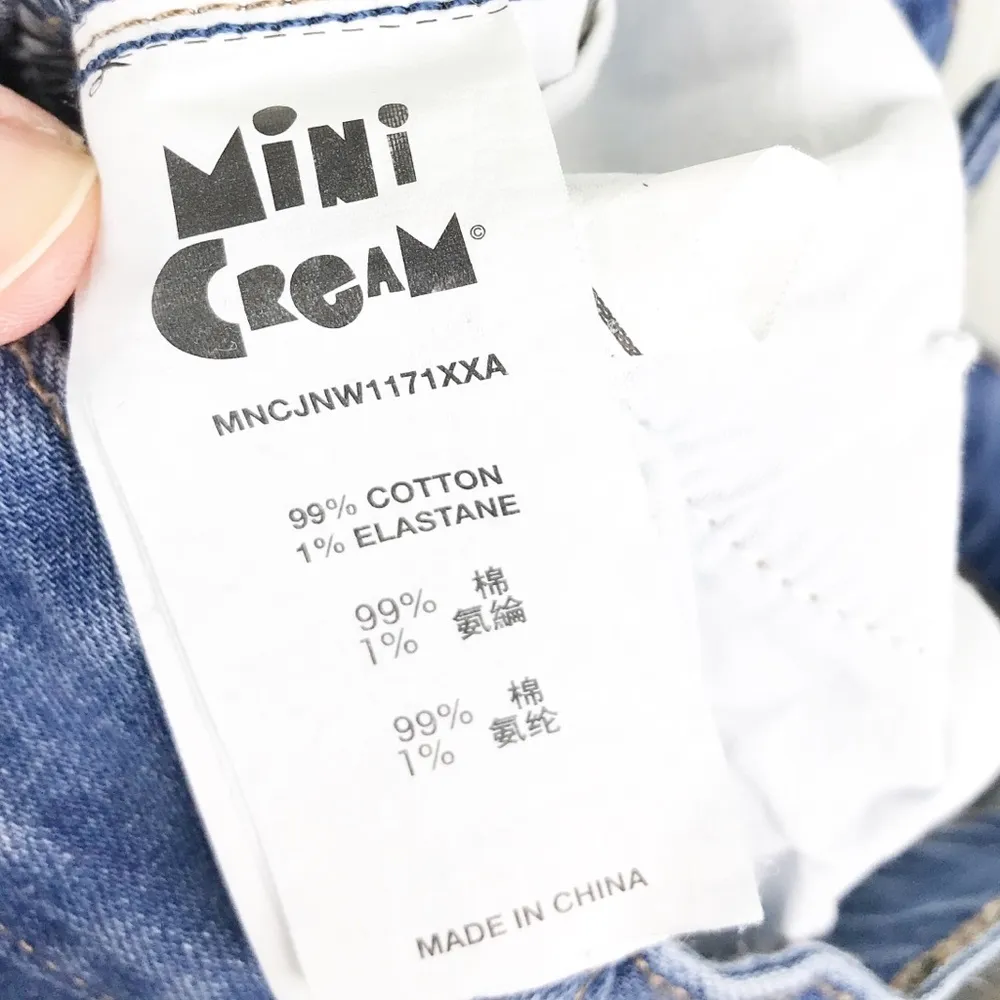 MiNi
CReAM©
MNCJNW1171XXA
99% COTTON
1% ELASTANE
99% 棉
1% 氨綸
99% 棉
1% 氨纶
MADE IN CHINA